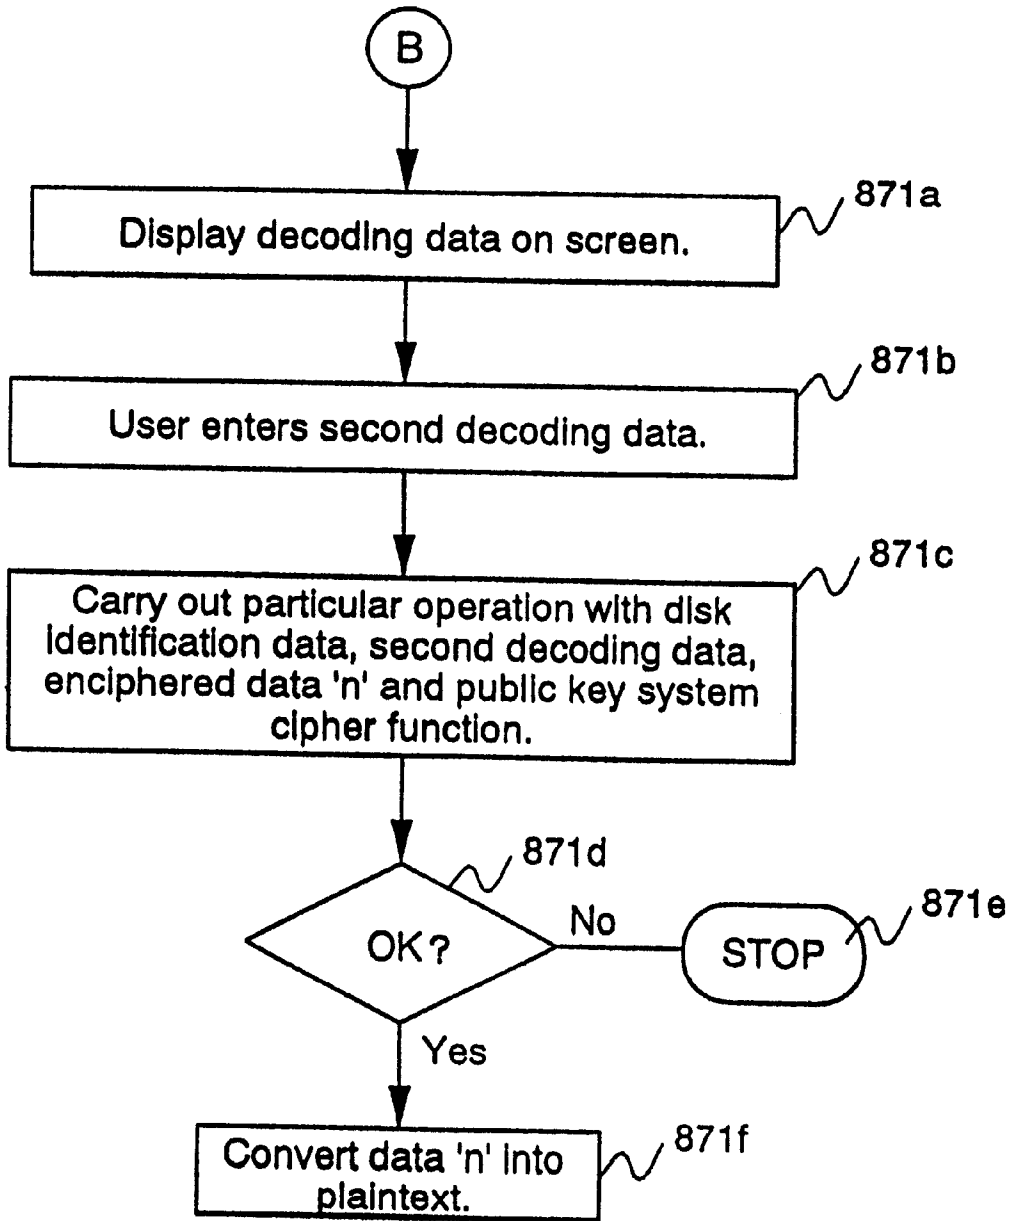 B
871a
Display decoding data on screen.
871b
User enters second decoding data.
871c
Carry out particular operation with disk
identification data, second decoding data,
enciphered data 'n' and public key system
cipher function.
871d
OK?
No
STOP
871e
Yes
871f
Convert data 'n' into
plaintext.